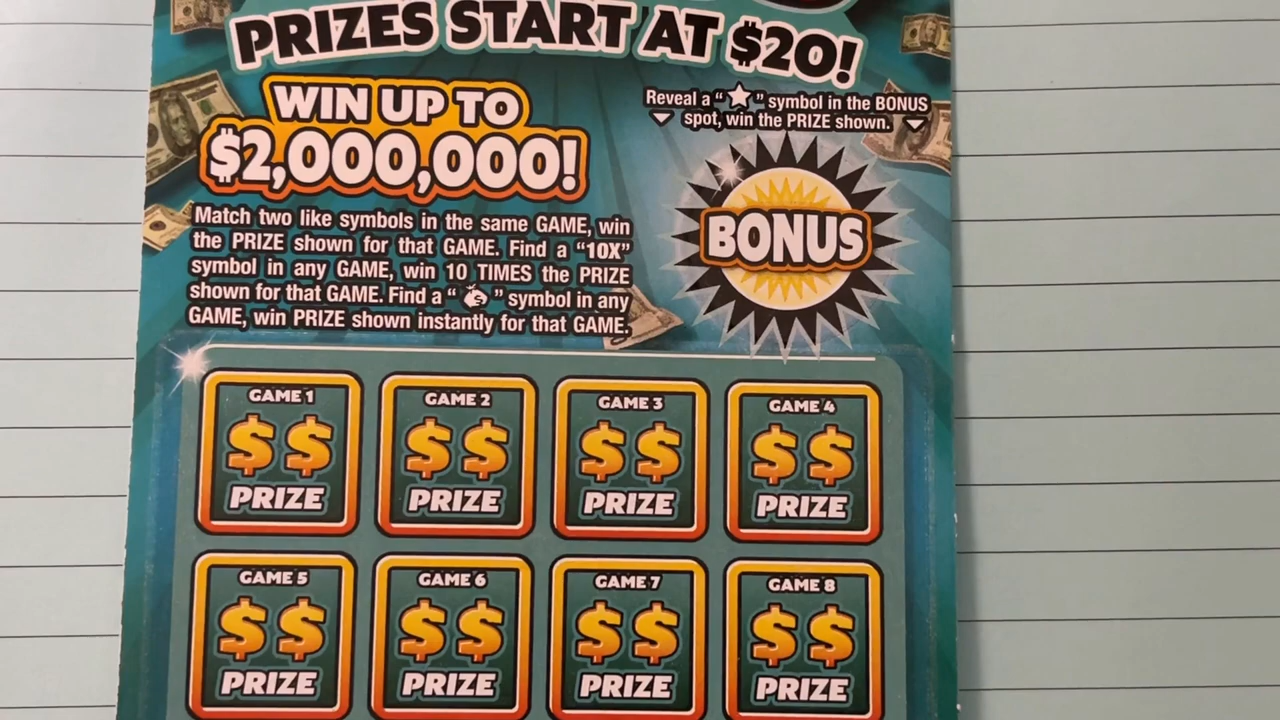 PRIZES START AT $20!
WIN UP TO
$2,000,000!
Reveal a “★” symbol in the BONUS
spot, win the PRIZE shown.
BONUS
Match two like symbols in the same GAME, win
the PRIZE shown for that GAME. Find a “10X”
symbol in any GAME, win 10 TIMES the PRIZE
shown for that GAME. Find a “ ” symbol in any
GAME, win PRIZE shown instantly for that GAME.
GAME 1
$ $
PRIZE
GAME 2
$ $
PRIZE
GAME 3
$ $
PRIZE
GAME 4
$ $
PRIZE
GAME 5
$ $
PRIZE
GAME 6
$ $
PRIZE
GAME 7
$ $
PRIZE
GAME 8
$ $
PRIZE